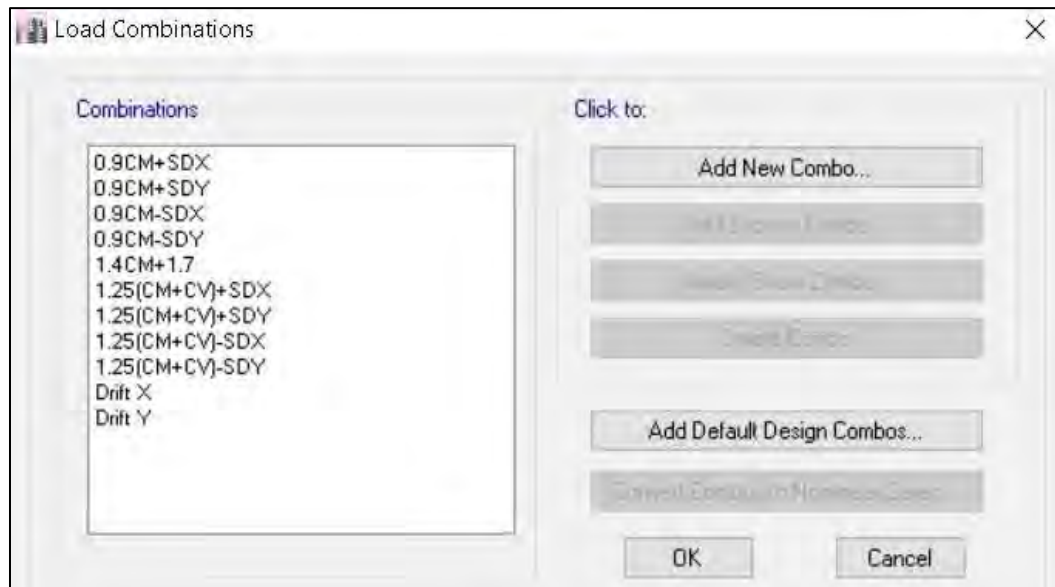 Load Combinations
Combinations
0.9CM+SDX
0.9CM+SDY
0.9CM-SDX
0.9CM-SDY
1.4CM+1.7
1.25(CM+CV)+SDX
1.25(CM+CV)+SDY
1.25(CM+CV)-SDX
1.25(CM+CV)-SDY
Drift X
Drift Y
Click to:
Add New Combo...
Add Default Design Combos...
OK
Cancel